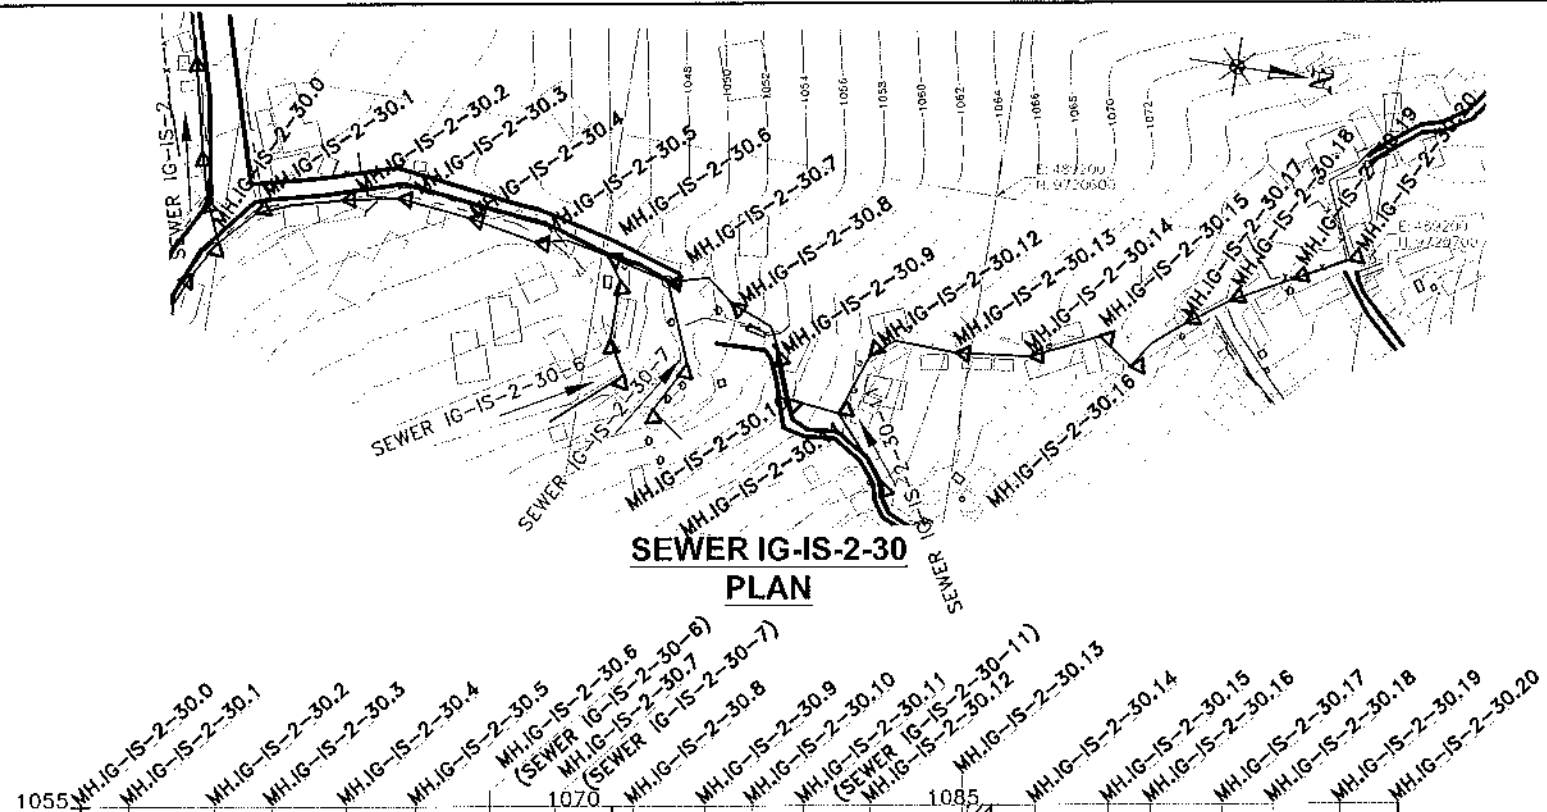 1048
1050
1052
1054
1056
1058
1060
1062
1064
1066
1070
1072
SEWER IG-IS-2
MH.IG-IS-2-30.0
MH.IG-IS-2-30.1
MH.IG-IS-2-30.2
MH.IG-IS-2-30.3
MH.IG-IS-2-30.4
MH.IG-IS-2-30.5
MH.IG-IS-2-30.6
MH.IG-IS-2-30.7
MH.IG-IS-2-30.8
MH.IG-IS-2-30.9
MH.IG-IS-2-30.12
MH.IG-IS-2-30.13
MH.IG-IS-2-30.14
MH.IG-IS-2-30.15
MH.IG-IS-2-30.16
MH.IG-IS-2-30.17
MH.IG-IS-2-30.18
MH.IG-IS-2-30.19
MH.IG-IS-2-30.20
N
E:489200
N:9720600
E:489200
N:9720700
SEWER IG-IS-2-30-6
SEWER IG-IS-2-30-7
SEWER IG-IS-2-30-
SEWER IG-IS-2-30
PLAN
MH.IG-IS-2-30.0
MH.IG-IS-2-30.1
MH.IG-IS-2-30.2
MH.IG-IS-2-30.3
MH.IG-IS-2-30.4
MH.IG-IS-2-30.5
MH.IG-IS-2-30.6
(SEWER IG-IS-2-30-6)
MH.IG-IS-2-30.7
(SEWER IG-IS-2-30-7)
MH.IG-IS-2-30.8
MH.IG-IS-2-30.9
MH.IG-IS-2-30.10
MH.IG-IS-2-30.11
(SEWER IG-IS-2-30-11)
MH.IG-IS-2-30.12
MH.IG-IS-2-30.13
MH.IG-IS-2-30.14
MH.IG-IS-2-30.15
MH.IG-IS-2-30.16
MH.IG-IS-2-30.17
MH.IG-IS-2-30.18
MH.IG-IS-2-30.19
MH.IG-IS-2-30.20
1055
1070
1085